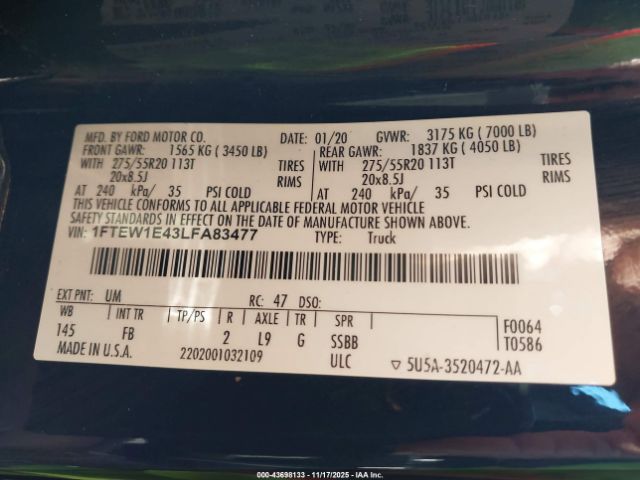 MFD. BY FORD MOTOR CO. DATE: 01/20 GVWR: 3175 KG ( 7000 LB)
FRONT GAWR: 1565 KG ( 3450 LB) REAR GAWR: 1837 KG ( 4050 LB)
WITH 275/55R20 113T TIRES WITH 275/55R20 113T TIRES
20x8.5J RIMS 20x8.5J RIMS
AT 240 kPa/ 35 PSI COLD AT 240 kPa/ 35 PSI COLD
THIS VEHICLE CONFORMS TO ALL APPLICABLE FEDERAL MOTOR VEHICLE
SAFETY STANDARDS IN EFFECT ON THE DATE OF MANUFACTURE SHOWN ABOVE.
VIN: 1FTEW1E43LFA83477 TYPE: Truck
EXT PNT: UM RC: 47 DSO:
WB INT TR TP/PS R AXLE TR SPR
145 FB 2 L9 G SSBB
F0064
T0586
MADE IN U.S.A. 2202001032109 ULC ▽ 5U5A-3520472-AA
© 43698133 - 11/17/2025 - IAA Inc.